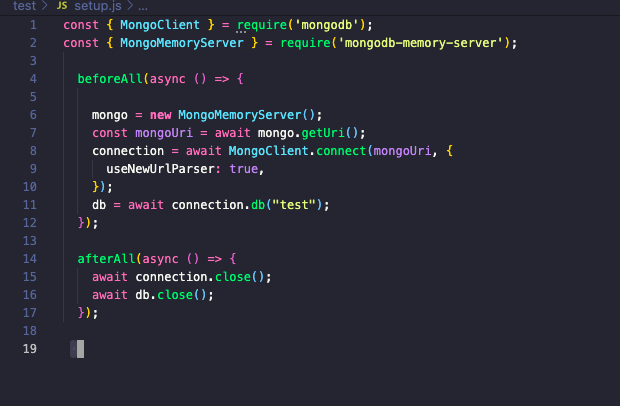 test > JS setup.js > ...
1 const { MongoClient } = require('mongodb');
2 const { MongoMemoryServer } = require('mongodb-memory-server');
3
4 beforeAll(async () => {
5
6 mongo = new MongoMemoryServer();
7 const mongoUri = await mongo.getUri();
8 connection = await MongoClient.connect(mongoUri, {
9 useNewUrlParser: true,
10 });
11 db = await connection.db("test");
12 });
13
14 afterAll(async () => {
15 await connection.close();
16 await db.close();
17 });
18
19